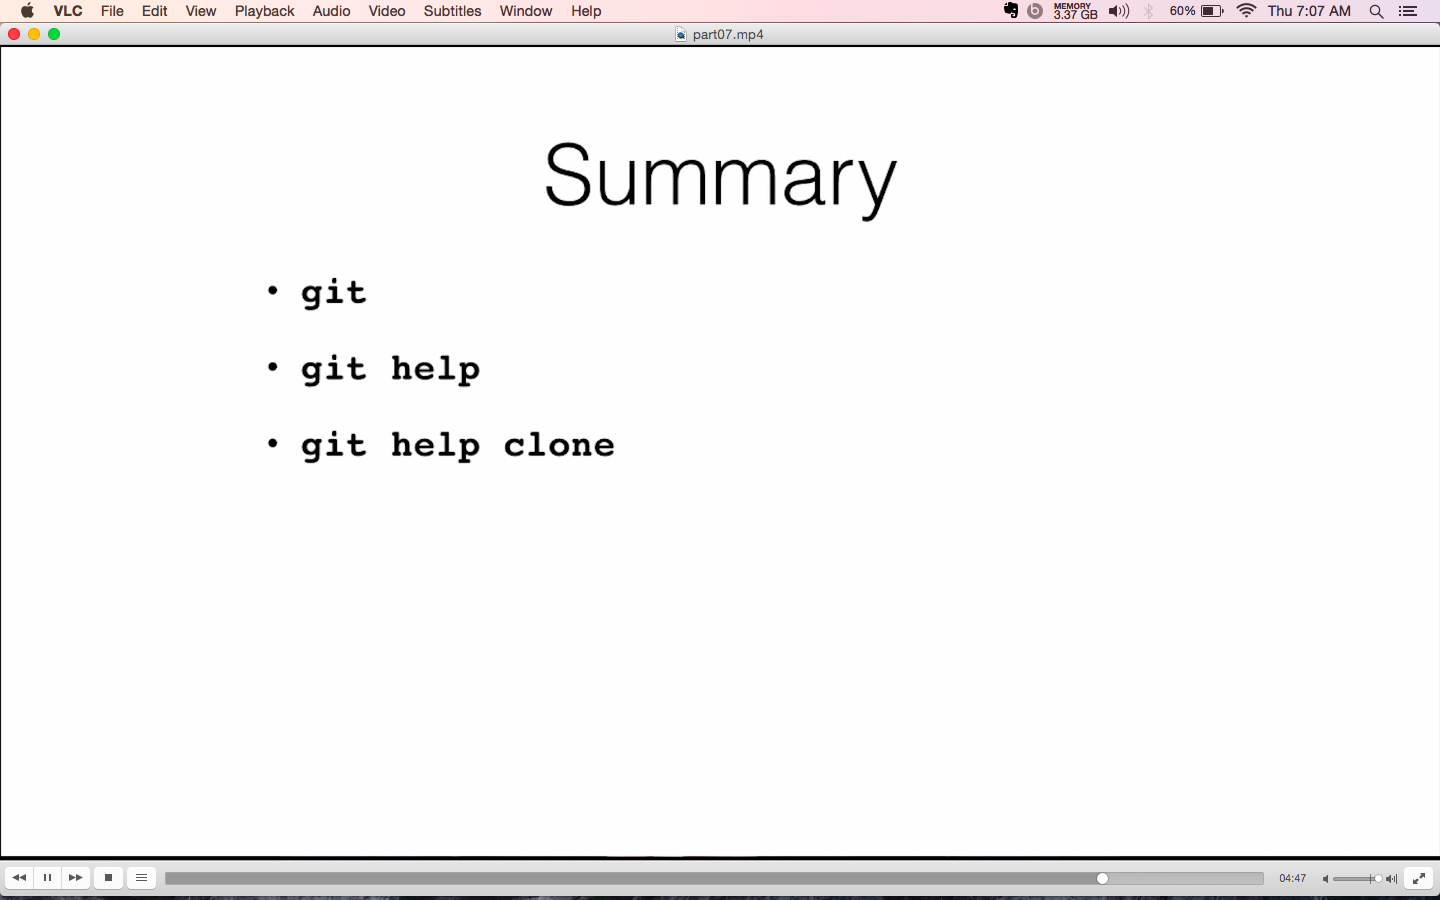 VLC File Edit View Playback Audio Video Subtitles Window Help MEMORY 3.37 GB 60% Thu 7:07 AM
part07.mp4
Summary
• git
• git help
• git help clone
04:47